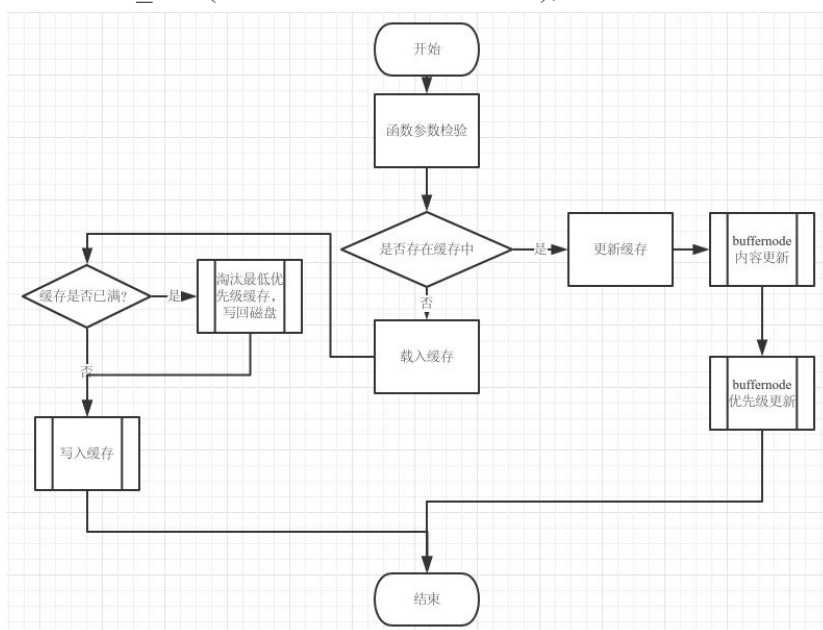 开始
函数参数检验
是否存在缓存中
是
更新缓存
buffernode
内容更新
缓存是否已满?
是
淘汰最低优
先级缓存,
写回磁盘
否
载入缓存
buffernode
优先级更新
否
写入缓存
结束